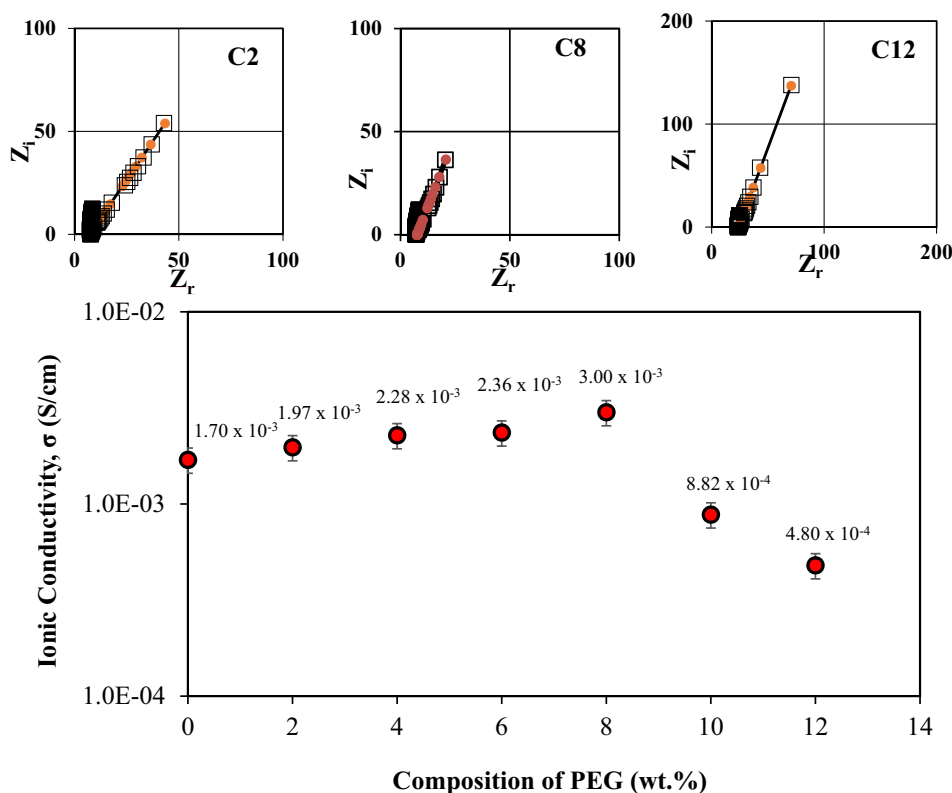 100
C2
50
Zi
0
0
50
100
Zr
100
C8
50
Zi
0
0
50
100
Zr
200
C12
100
Zi
0
0
100
200
Zr
1.0E-02
1.0E-03
1.0E-04
Ionic Conductivity, σ (S/cm)
1.70 x 10-3
1.97 x 10-3
2.28 x 10-3
2.36 x 10-3
3.00 x 10-3
8.82 x 10-4
4.80 x 10-4
0 2 4 6 8 10 12 14
Composition of PEG (wt.%)